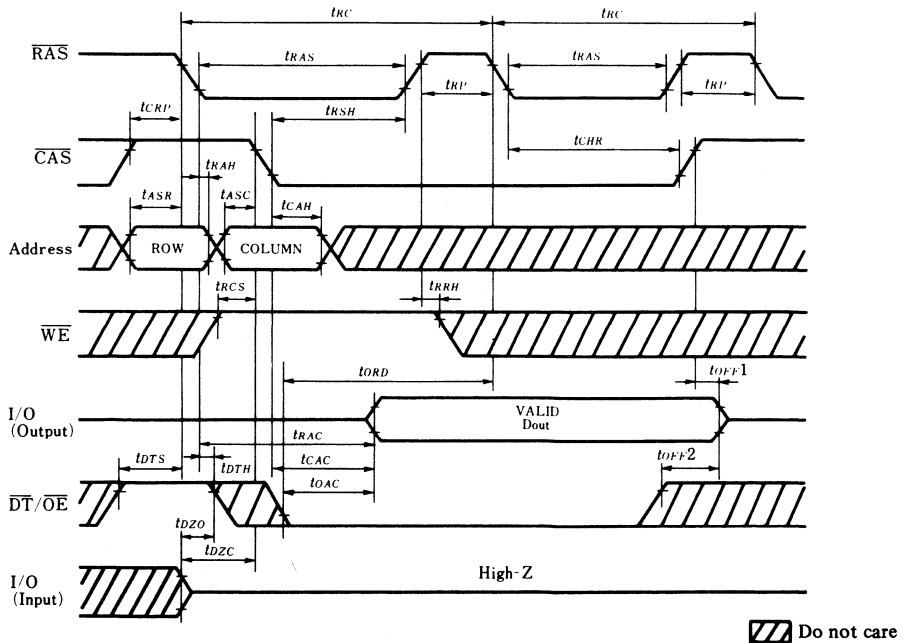 tRC tRC
RAS
tRAS tRAS
tRP tRP
tCRP tRSH
CAS
tRAH tCHR
tASR tASC tCAH
Address ROW COLUMN
tRCS tRRH
WE
tORD tOFF1
I/O
(Output)
VALID
Dout
tRAC
tCAC
tDTS tDTH tOAC tOFF2
DT/OE
tDZO
tDZC
I/O
(Input)
High-Z
Do not care